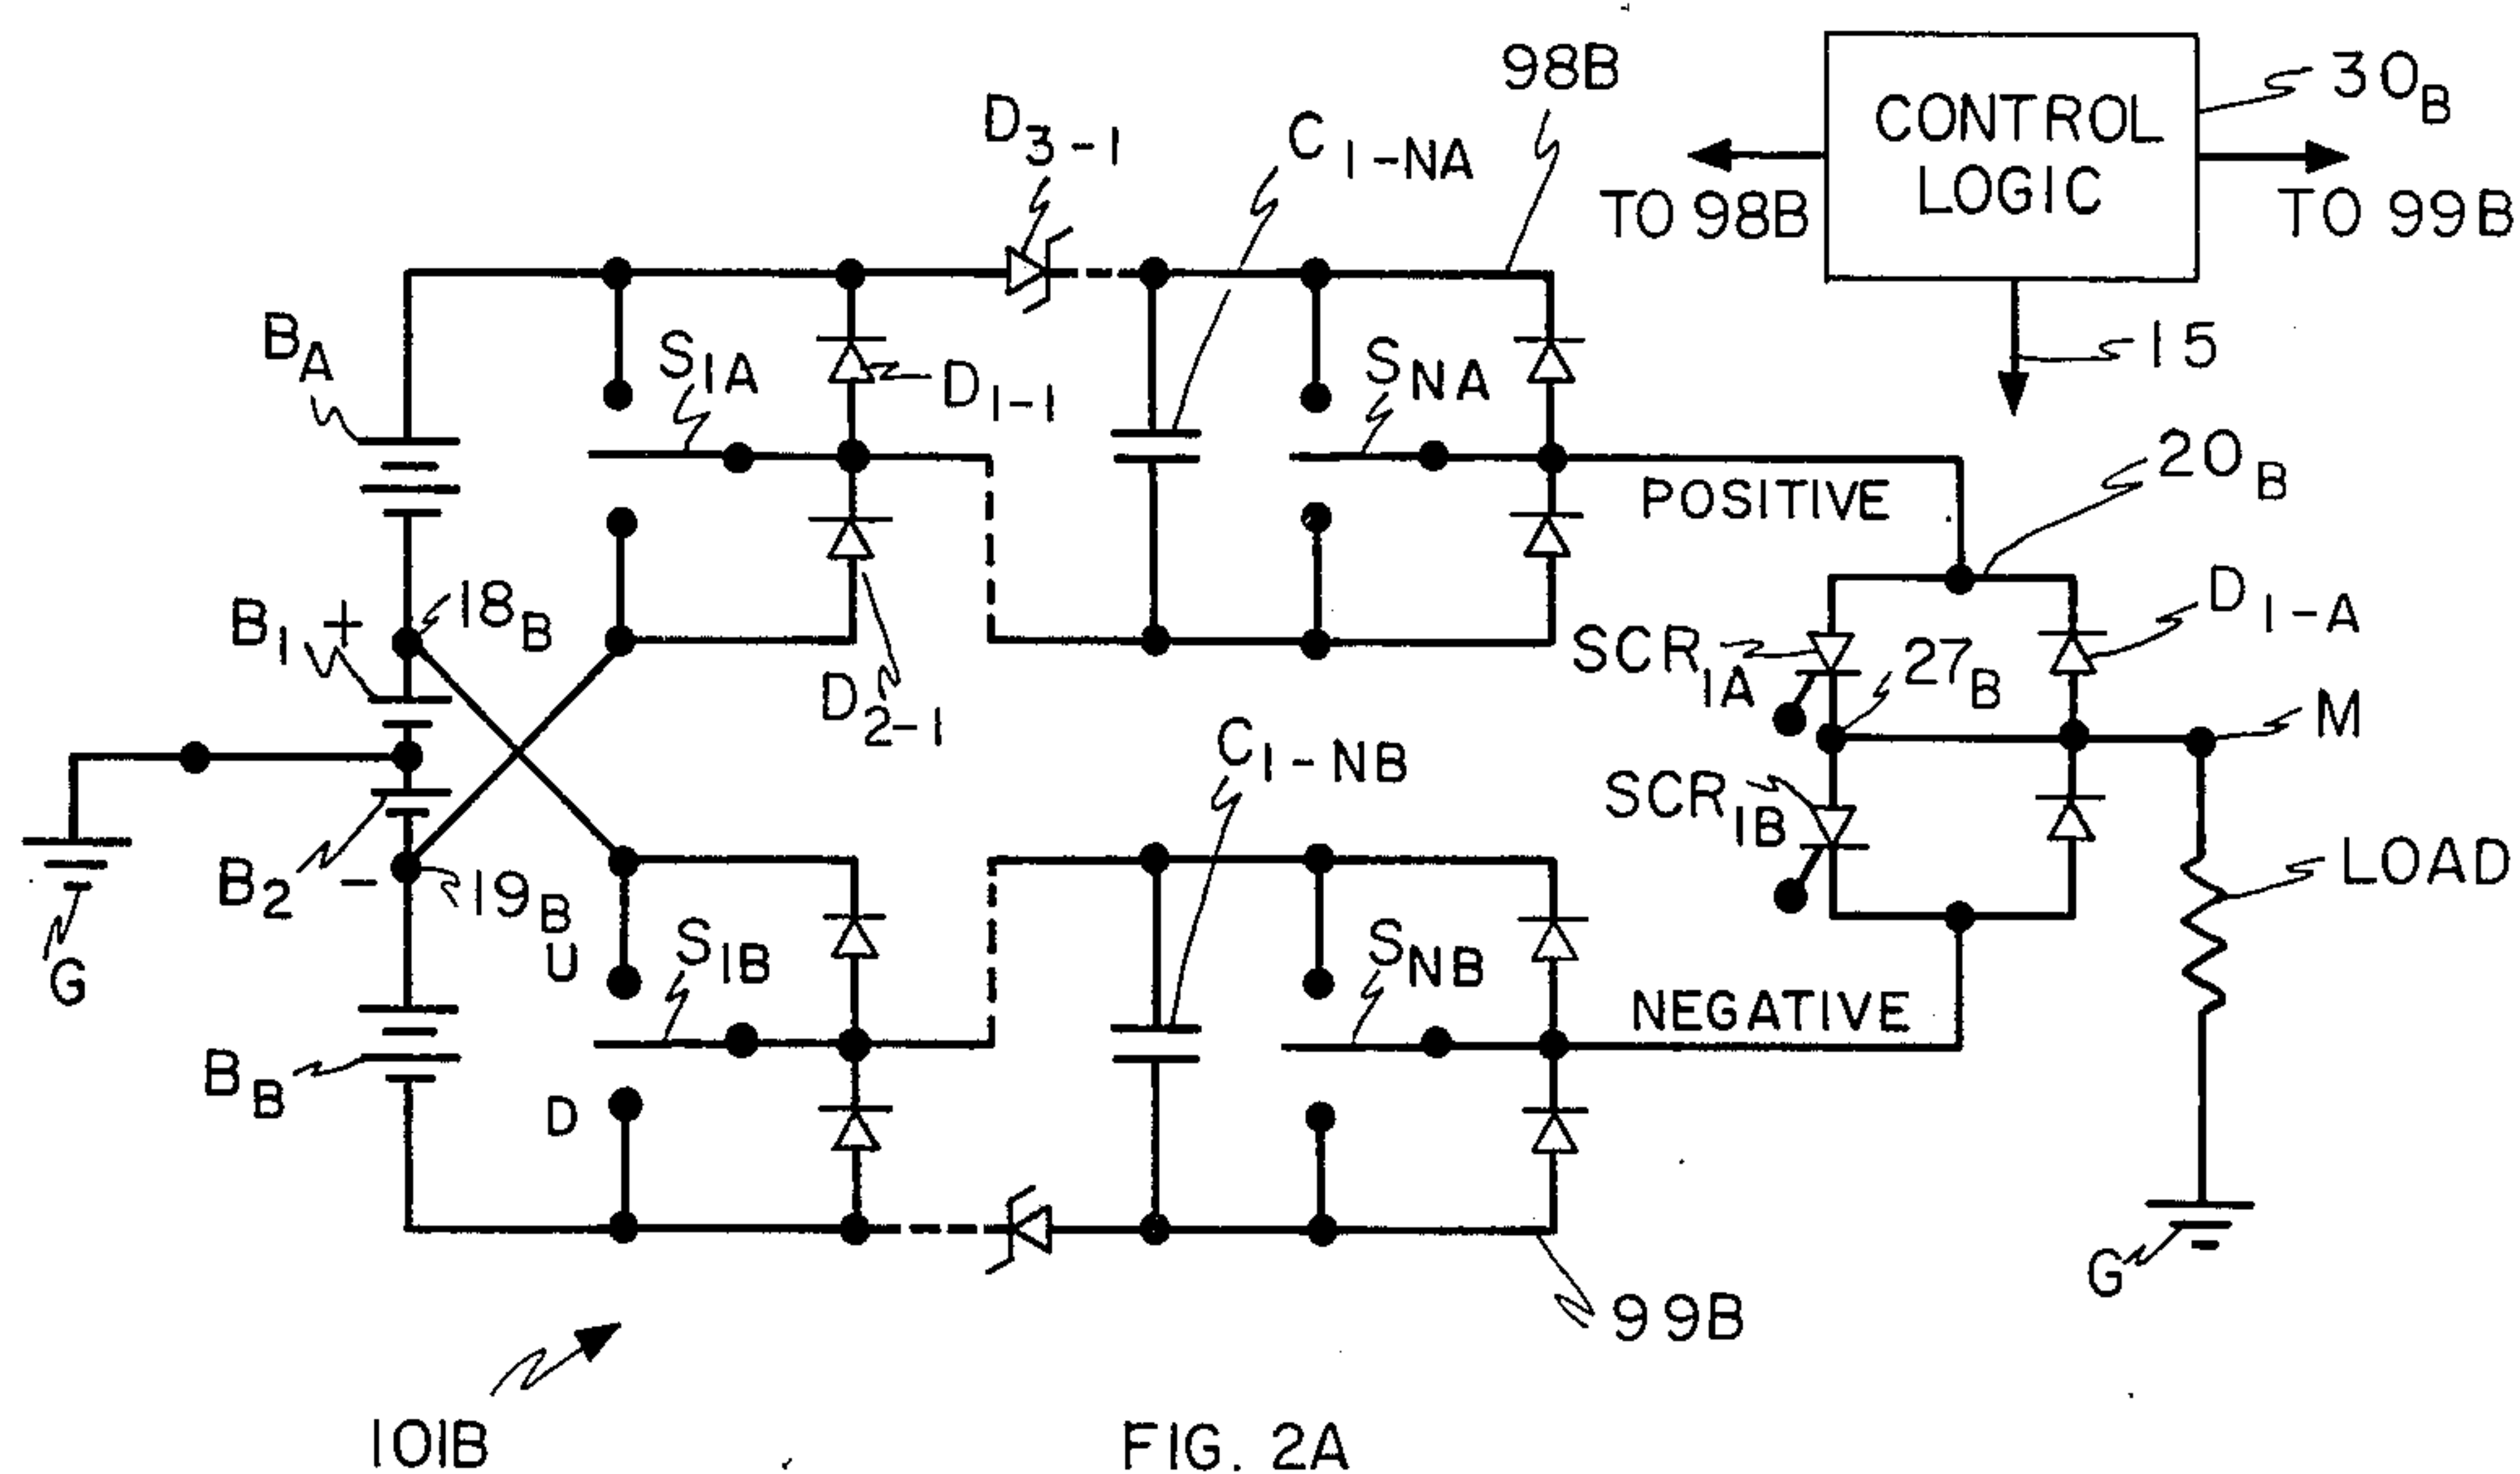 98B
CONTROL
LOGIC
30B
TO 98B
TO 99B
15
D3-1
C1-NA
BA
S1A
D1-1
SNA
POSITIVE
20B
B1
+
18B
D2-1
SCR1A
27B
D1-A
M
C1-NB
SCR1B
B2
-
19B
LOAD
G
U
S1B
SNB
NEGATIVE
BB
D
G
99B
101B
FIG. 2A